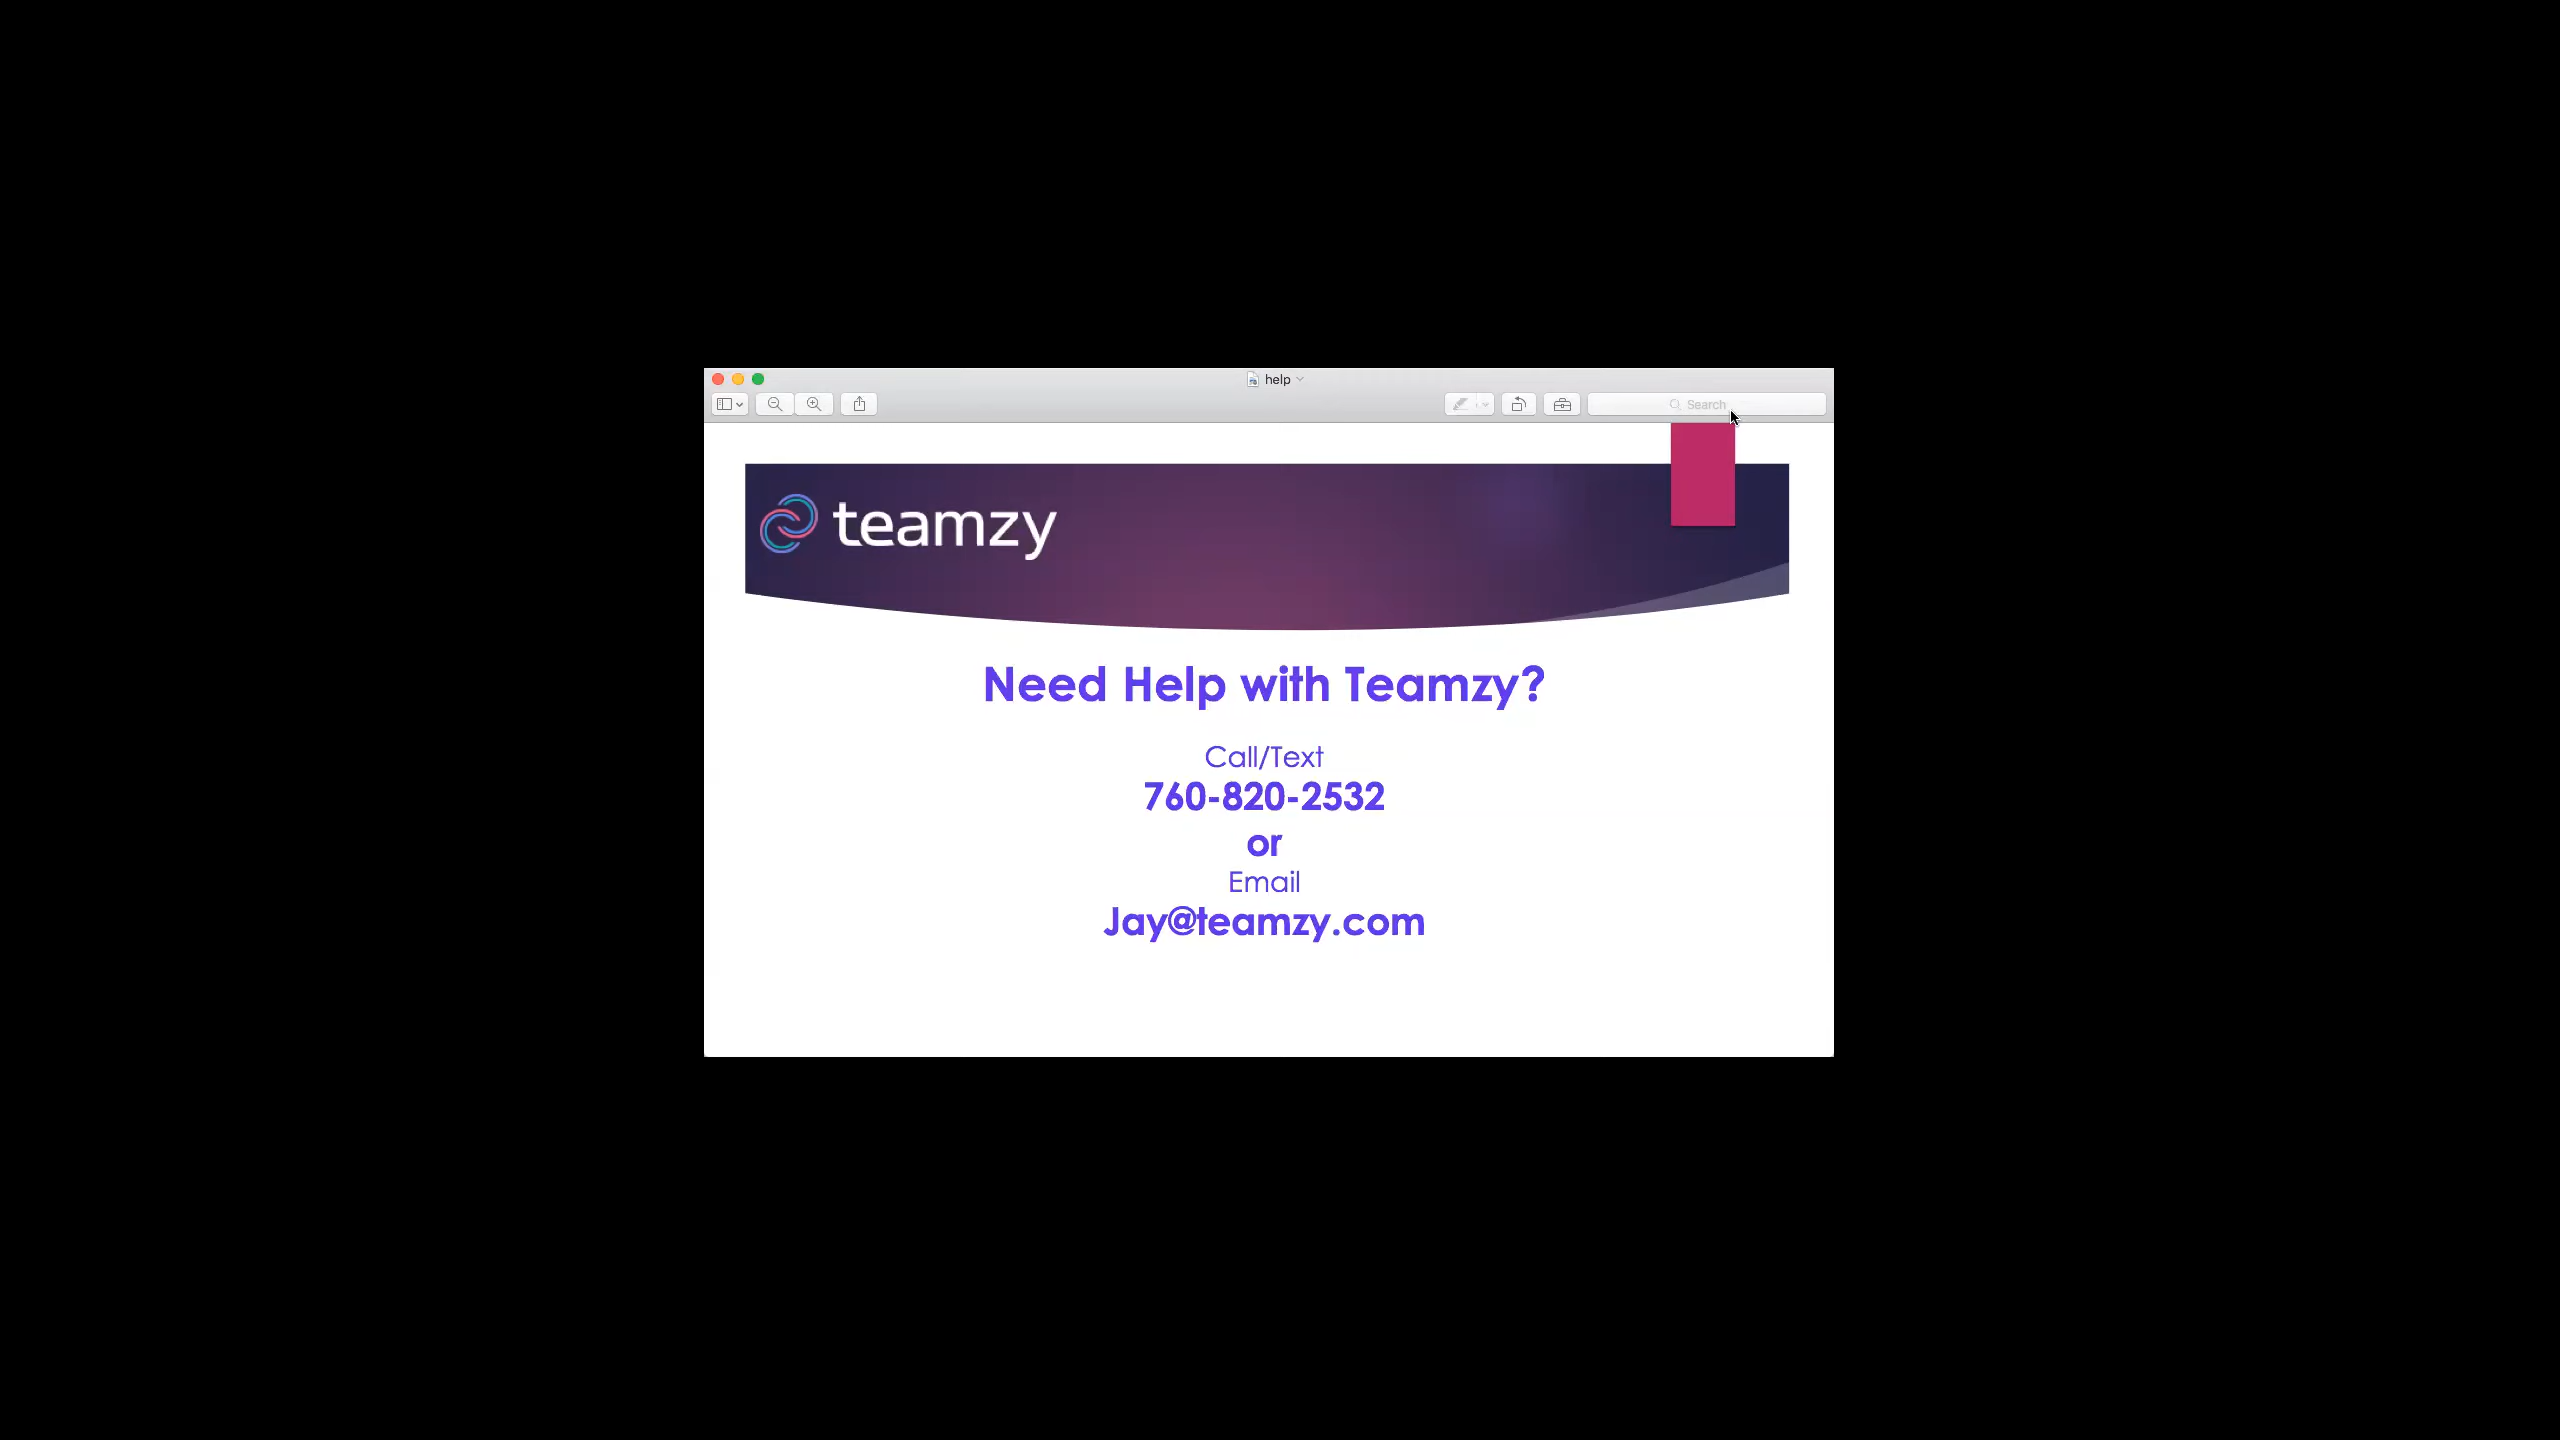 help
Search
teamzy
Need Help with Teamzy?
Call/Text
760-820-2532
or
Email
Jay@teamzy.com